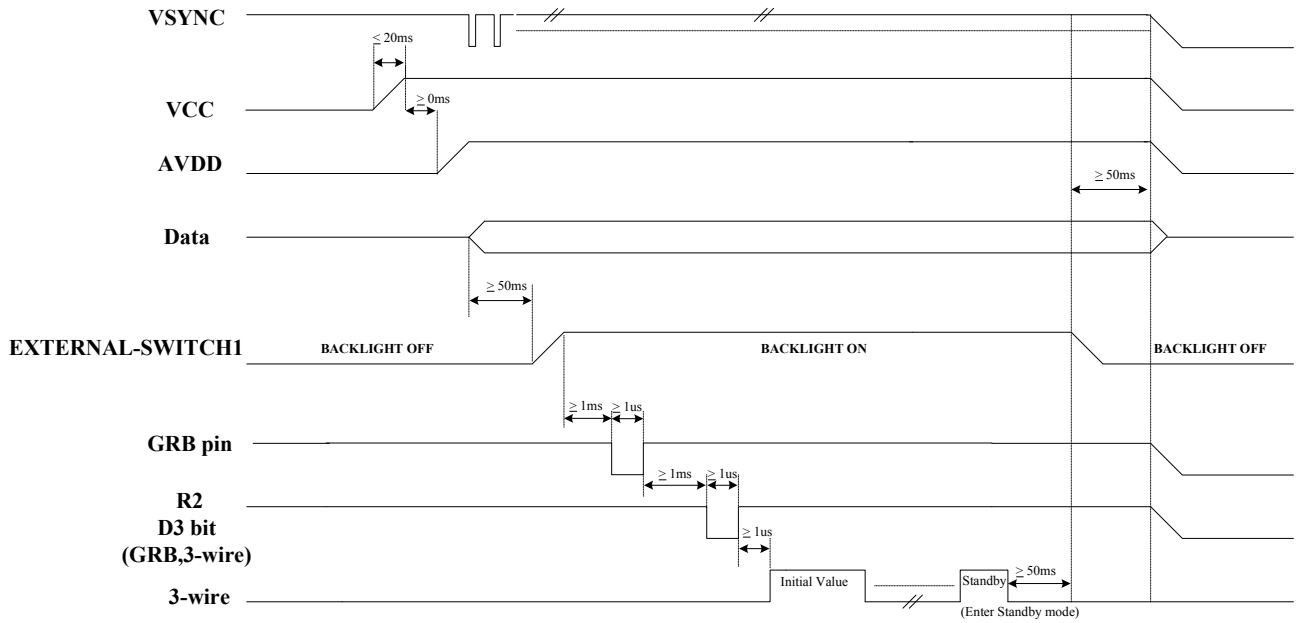 VSYNC
≤ 20ms
VCC
≥ 0ms
AVDD
≥ 50ms
Data
≥ 50ms
EXTERNAL-SWITCH1
BACKLIGHT OFF
BACKLIGHT ON
BACKLIGHT OFF
≥ 1ms
≥ 1us
GRB pin
≥ 1ms
≥ 1us
R2
D3 bit
(GRB,3-wire)
≥ 1us
Initial Value
Standby
≥ 50ms
3-wire
(Enter Standby mode)